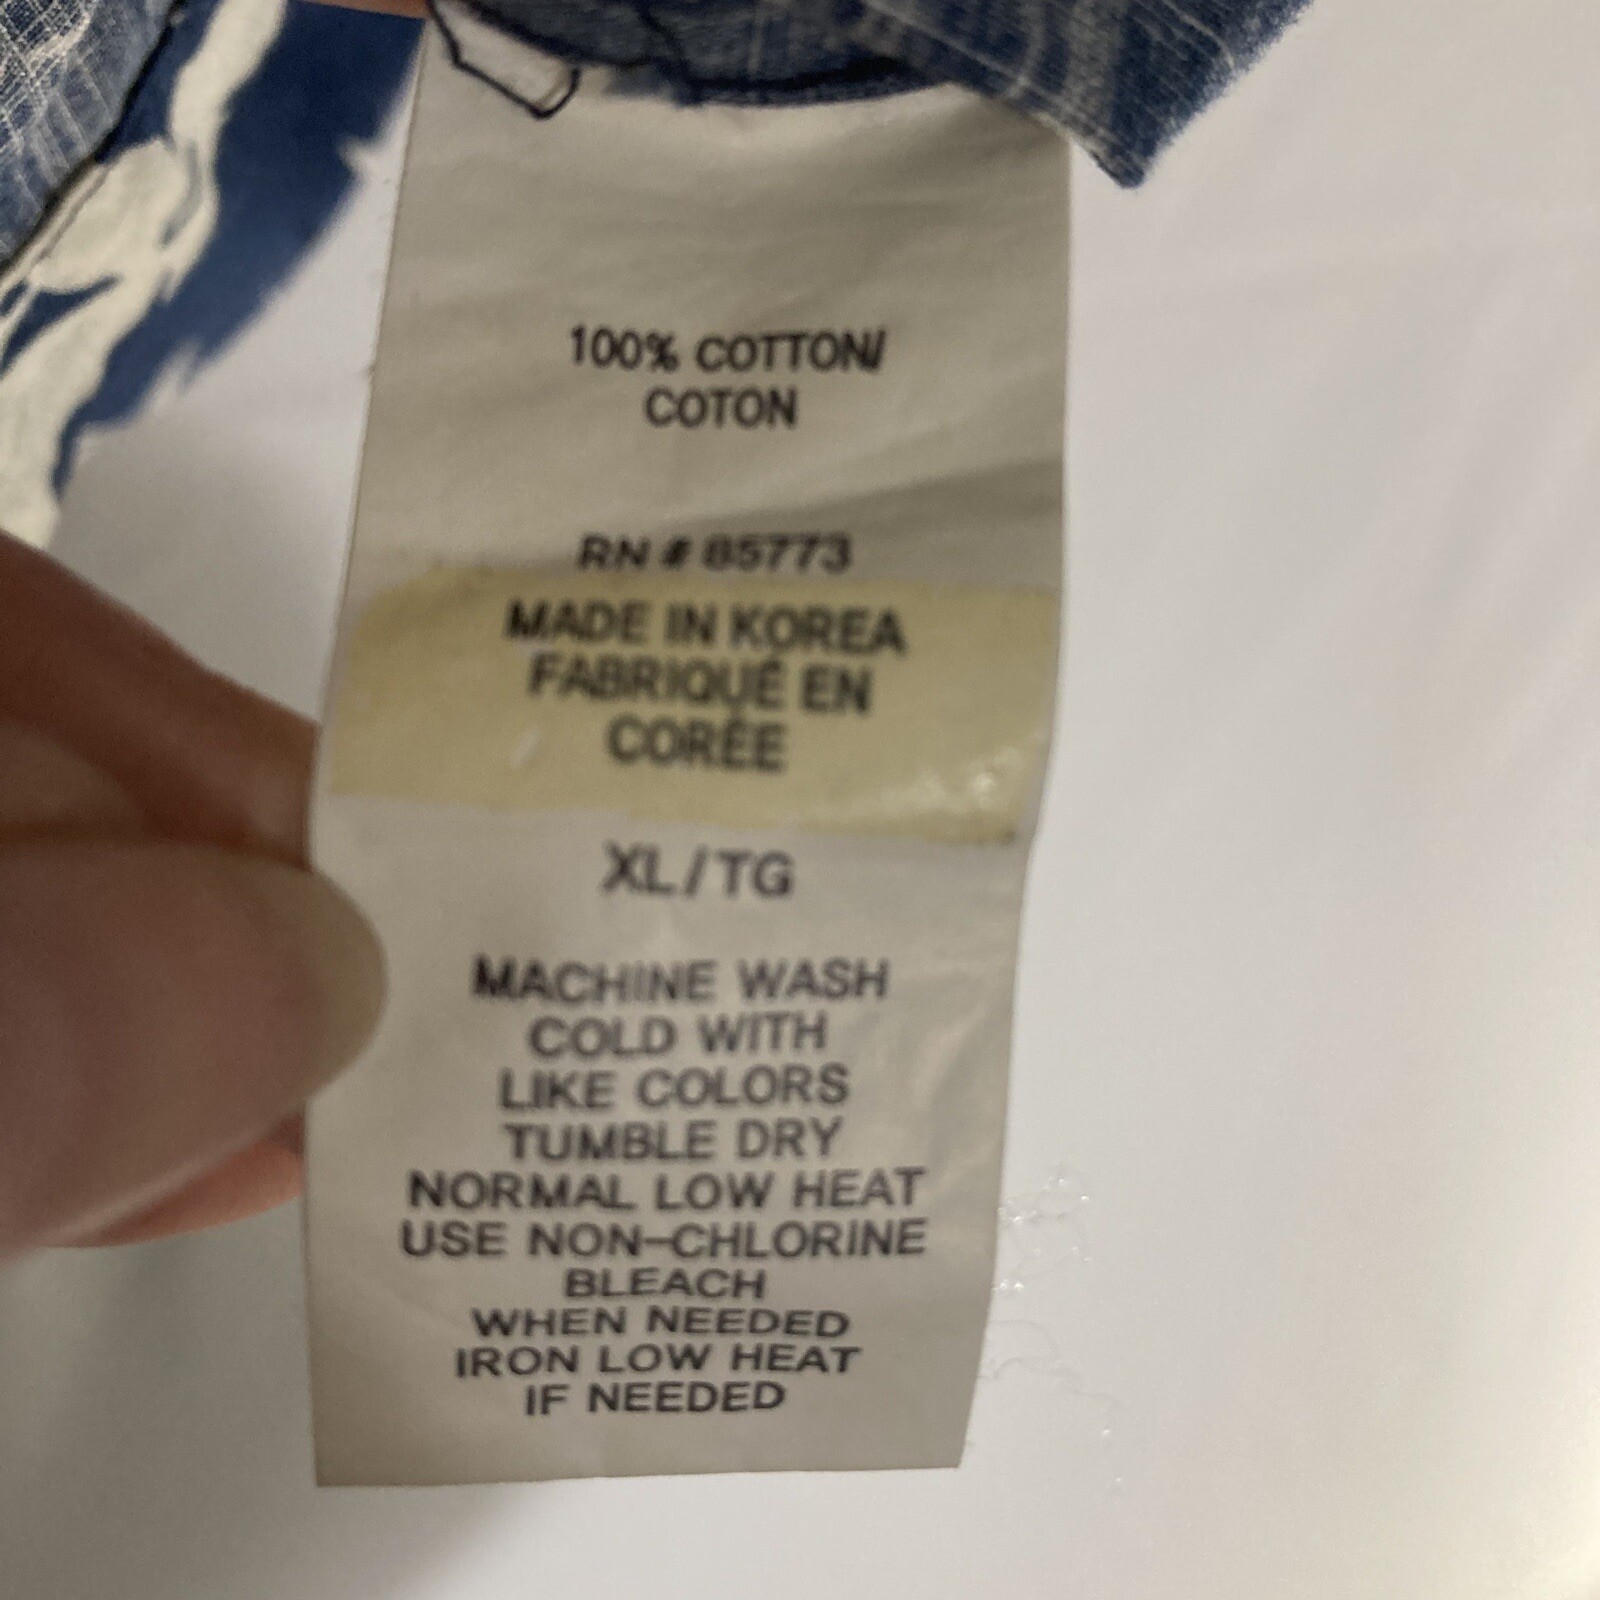 100% COTTON/
COTON
RN # 85773
MADE IN KOREA
FABRIQUÉ EN
CORÉE
XL/TG
MACHINE WASH
COLD WITH
LIKE COLORS
TUMBLE DRY
NORMAL LOW HEAT
USE NON-CHLORINE
BLEACH
WHEN NEEDED
IRON LOW HEAT
IF NEEDED